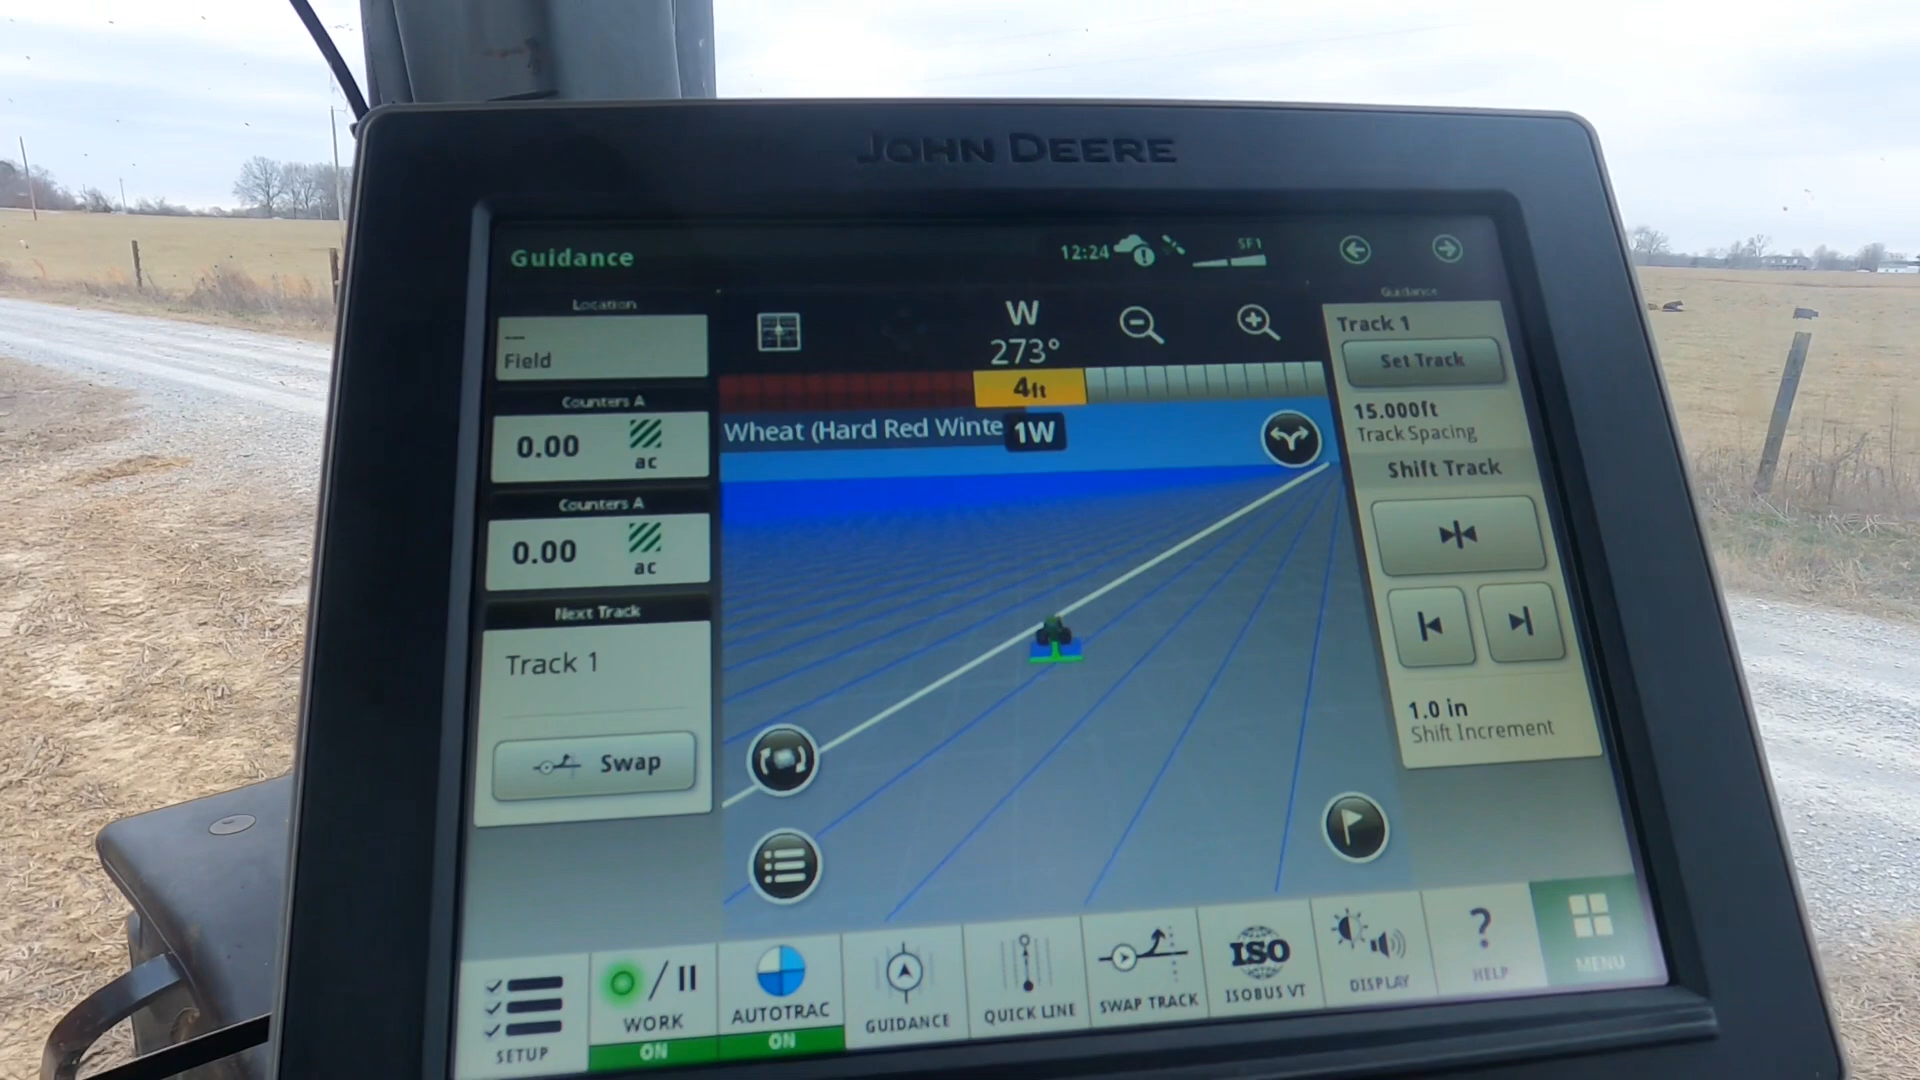 JOHN DEERE
Guidance
12:24
SF1
Location
---
Field
Counters A
0.00
ac
Counters A
0.00
ac
Next Track
Track 1
Swap
W
273°
4ft
Wheat (Hard Red Winte
1W
Guidance
Track 1
Set Track
15.000ft
Track Spacing
Shift Track
1.0 in
Shift Increment
SETUP
WORK
ON
AUTOTRAC
ON
GUIDANCE
QUICK LINE
SWAP TRACK
ISO
ISOBUS VT
DISPLAY
?
HELP
MENU